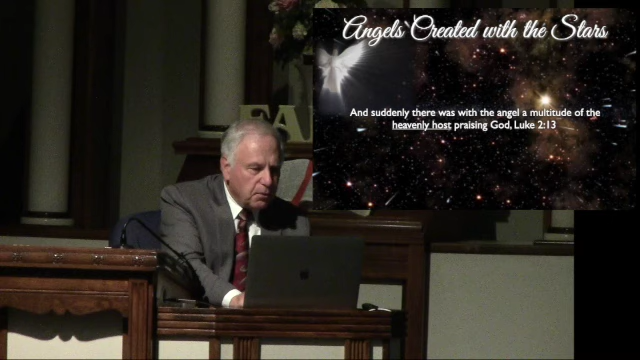 Angels Created with the Stars
And suddenly there was with the angel a multitude of the
heavenly host praising God, Luke 2:13
FA